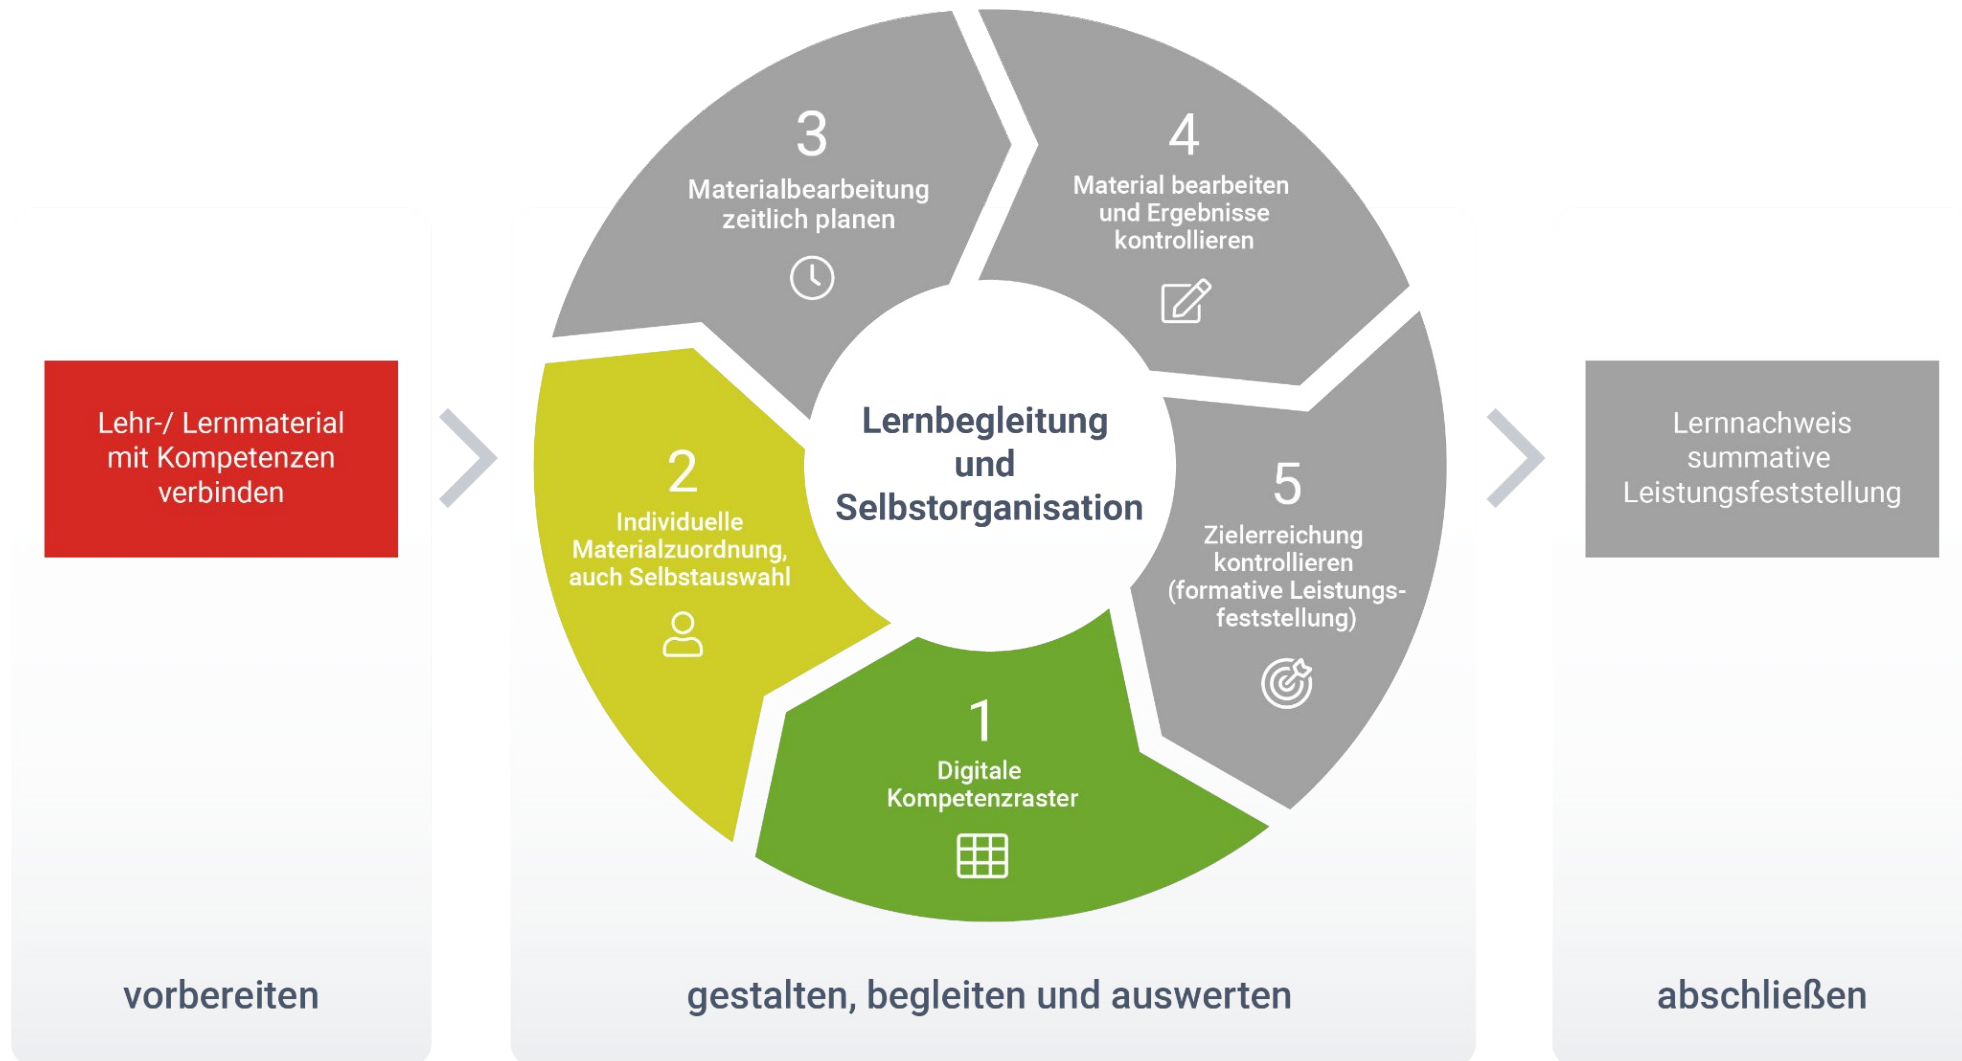 Lehr-/ Lernmaterial
mit Kompetenzen
verbinden
vorbereiten
1
Digitale
Kompetenzraster
2
Individuelle
Materialzuordnung,
auch Selbstauswahl
3
Materialbearbeitung
zeitlich planen
4
Material bearbeiten
und Ergebnisse
kontrollieren
5
Zielerreichung
kontrollieren
(formative Leistungs-
feststellung)
Lernbegleitung
und
Selbstorganisation
gestalten, begleiten und auswerten
Lernnachweis
summative
Leistungsfeststellung
abschließen